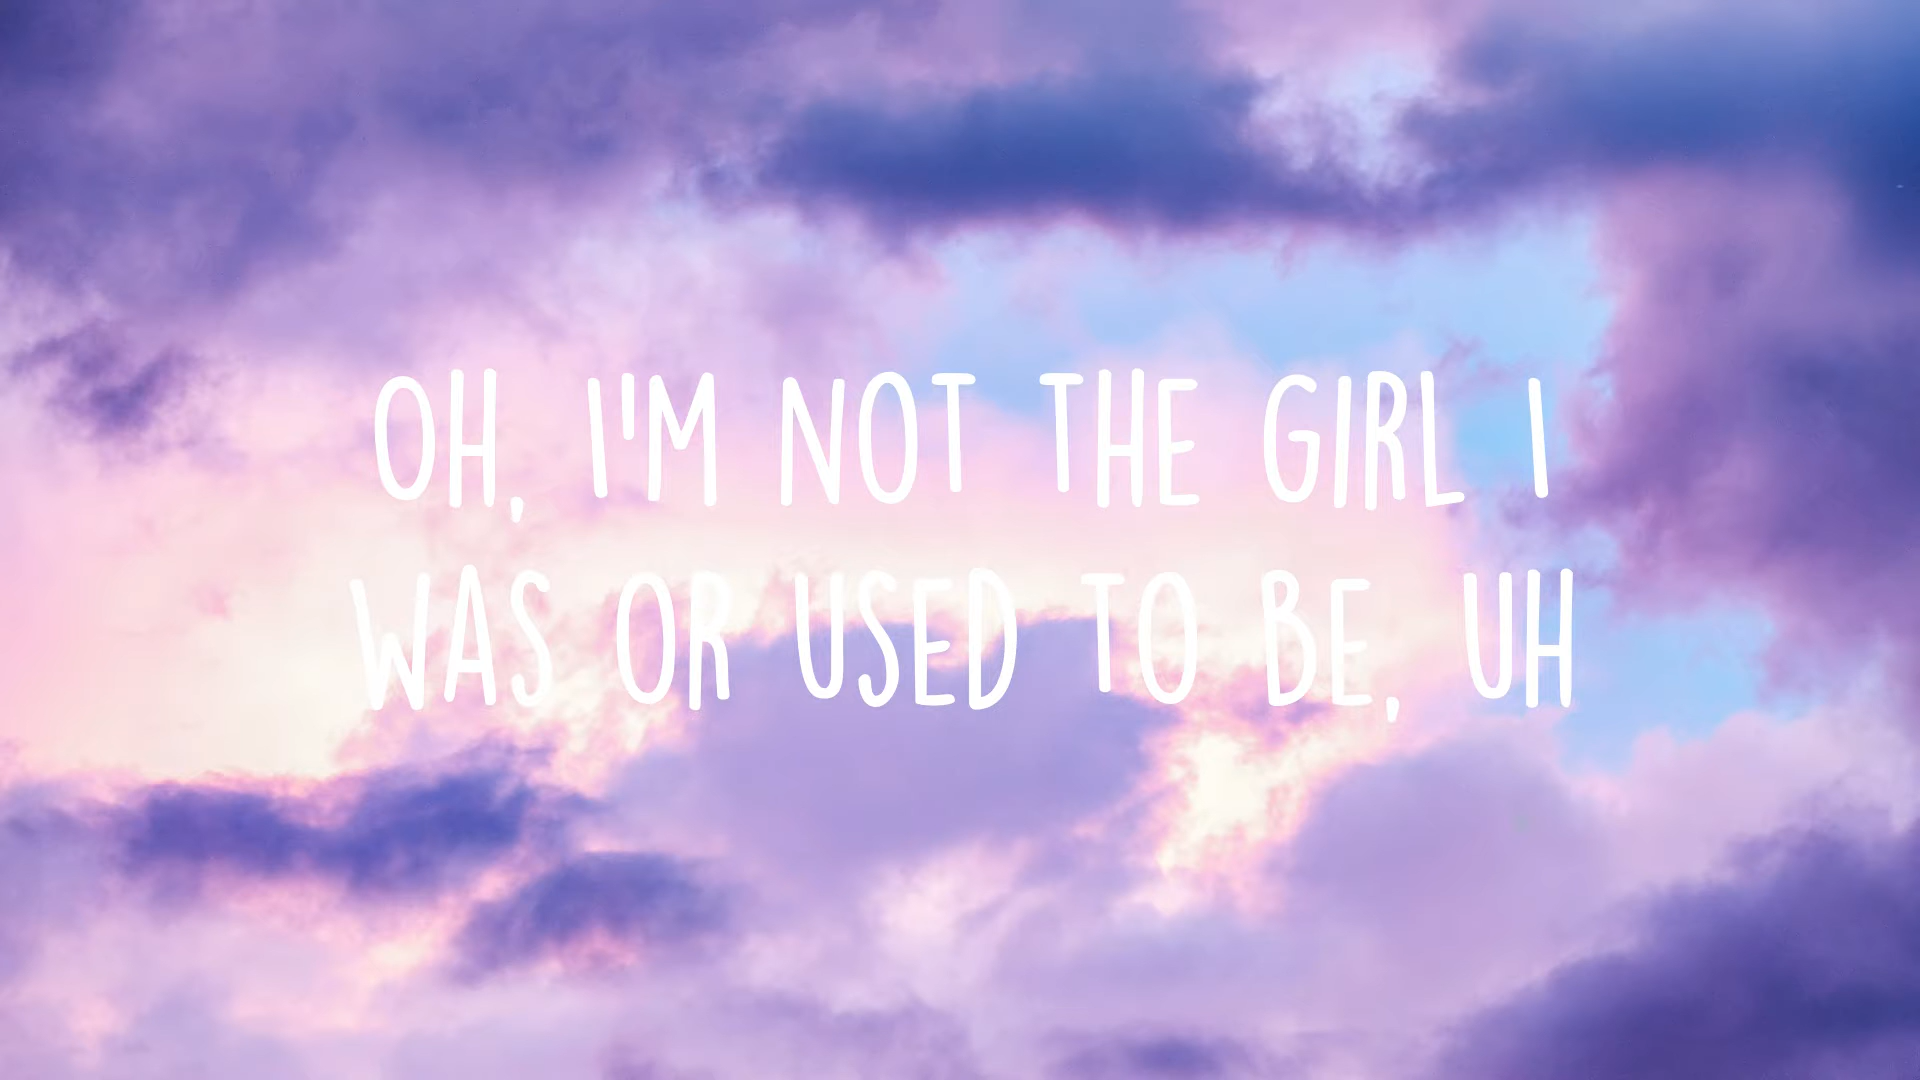 OH, I'M NOT THE GIRL I
WAS OR USED TO BE, UH